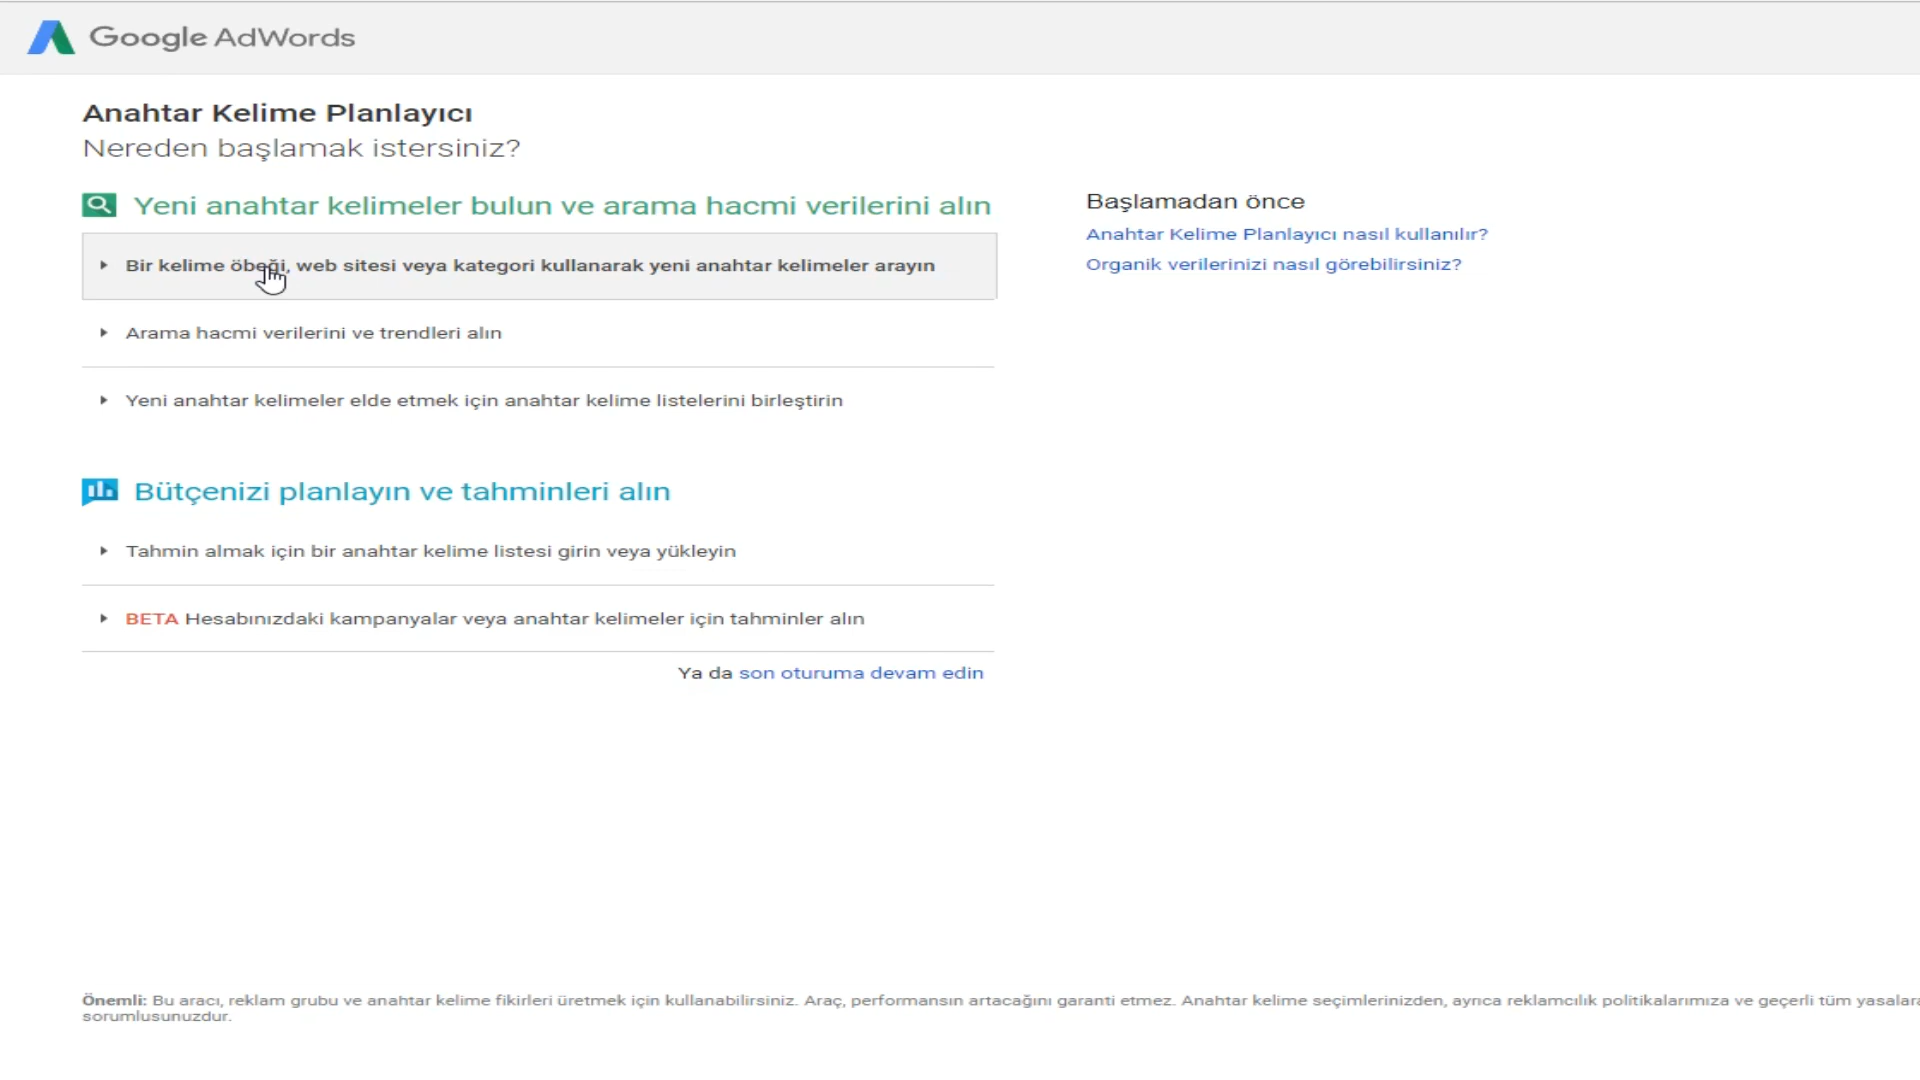 Google AdWords
Anahtar Kelime Planlayıcı
Nereden başlamak istersiniz?
Yeni anahtar kelimeler bulun ve arama hacmi verilerini alın
Bir kelime öbeği, web sitesi veya kategori kullanarak yeni anahtar kelimeler arayın
Arama hacmi verilerini ve trendleri alın
Yeni anahtar kelimeler elde etmek için anahtar kelime listelerini birleştirin
Bütçenizi planlayın ve tahminleri alın
Tahmin almak için bir anahtar kelime listesi girin veya yükleyin
BETA Hesabınızdaki kampanyalar veya anahtar kelimeler için tahminler alın
Ya da son oturuma devam edin
Başlamadan önce
Anahtar Kelime Planlayıcı nasıl kullanılır?
Organik verilerinizi nasıl görebilirsiniz?
Önemli: Bu aracı, reklam grubu ve anahtar kelime fikirleri üretmek için kullanabilirsiniz. Araç, performansın artacağını garanti etmez. Anahtar kelime seçimlerinizden, ayrıca reklamcılık politikalarımıza ve geçerli tüm
sorumlusunuzdur.